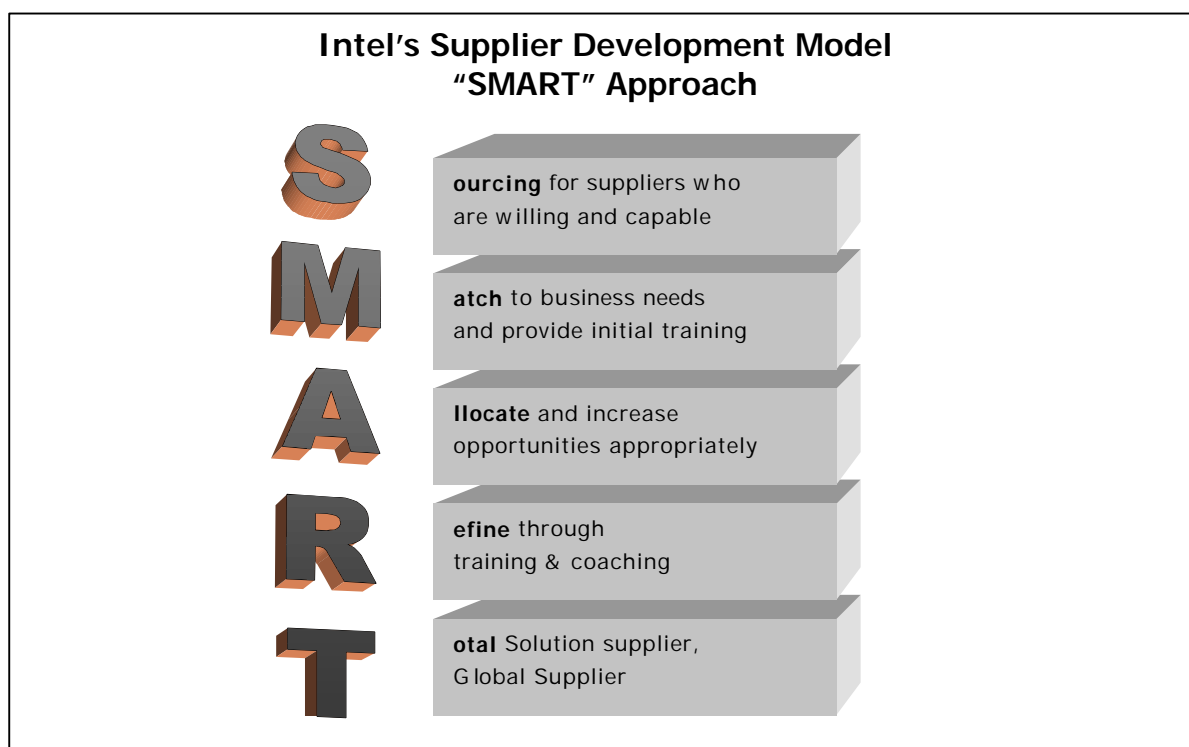 Intel's Supplier Development Model
“SMART” Approach
S
ourcing for suppliers who
are willing and capable
M
atch to business needs
and provide initial training
A
llocate and increase
opportunities appropriately
R
efine through
training & coaching
T
otal Solution supplier,
Global Supplier